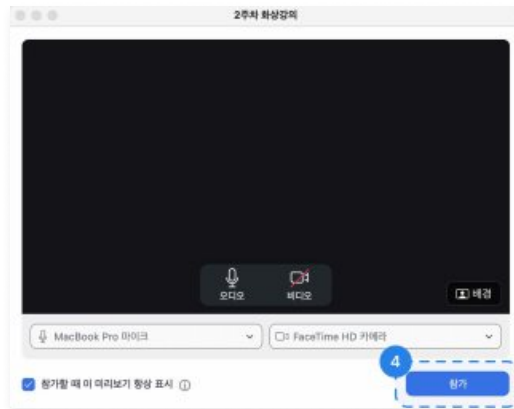 2주차 화상강의
오디오
비디오
배경
MacBook Pro 마이크
FaceTime HD 카메라
4
참가할 때 이 미리보기 항상 표시
참가